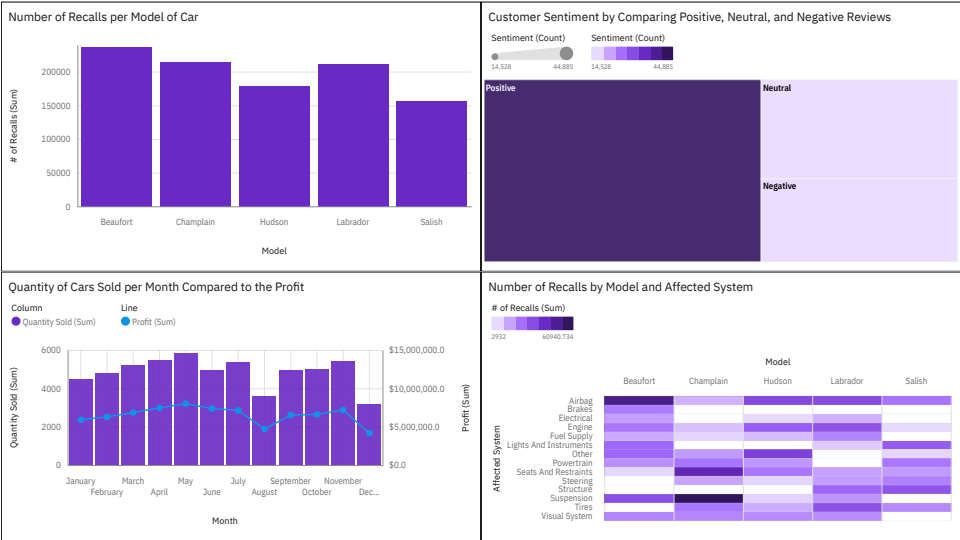 Number of Recalls per Model of Car
# of Recalls (Sum)
200000
150000
100000
50000
0
Beaufort Champlain Hudson Labrador Salish
Model
Customer Sentiment by Comparing Positive, Neutral, and Negative Reviews
Sentiment (Count) Sentiment (Count)
14,528 44,885 14,528 44,885
Positive
Neutral
Negative
Quantity of Cars Sold per Month Compared to the Profit
Column Line
Quantity Sold (Sum) Profit (Sum)
Quantity Sold (Sum)
6000
4000
2000
0
$15,000,000.0
$10,000,000.0
$5,000,000.0
$0.0
Profit (Sum)
January March May July September November
February April June August October Dec...
Month
Number of Recalls by Model and Affected System
# of Recalls (Sum)
2932 60940.734
Model
Beaufort Champlain Hudson Labrador Salish
Affected System
Airbag
Brakes
Electrical
Engine
Fuel Supply
Lights And Instruments
Other
Powertrain
Seats And Restraints
Steering
Structure
Suspension
Tires
Visual System